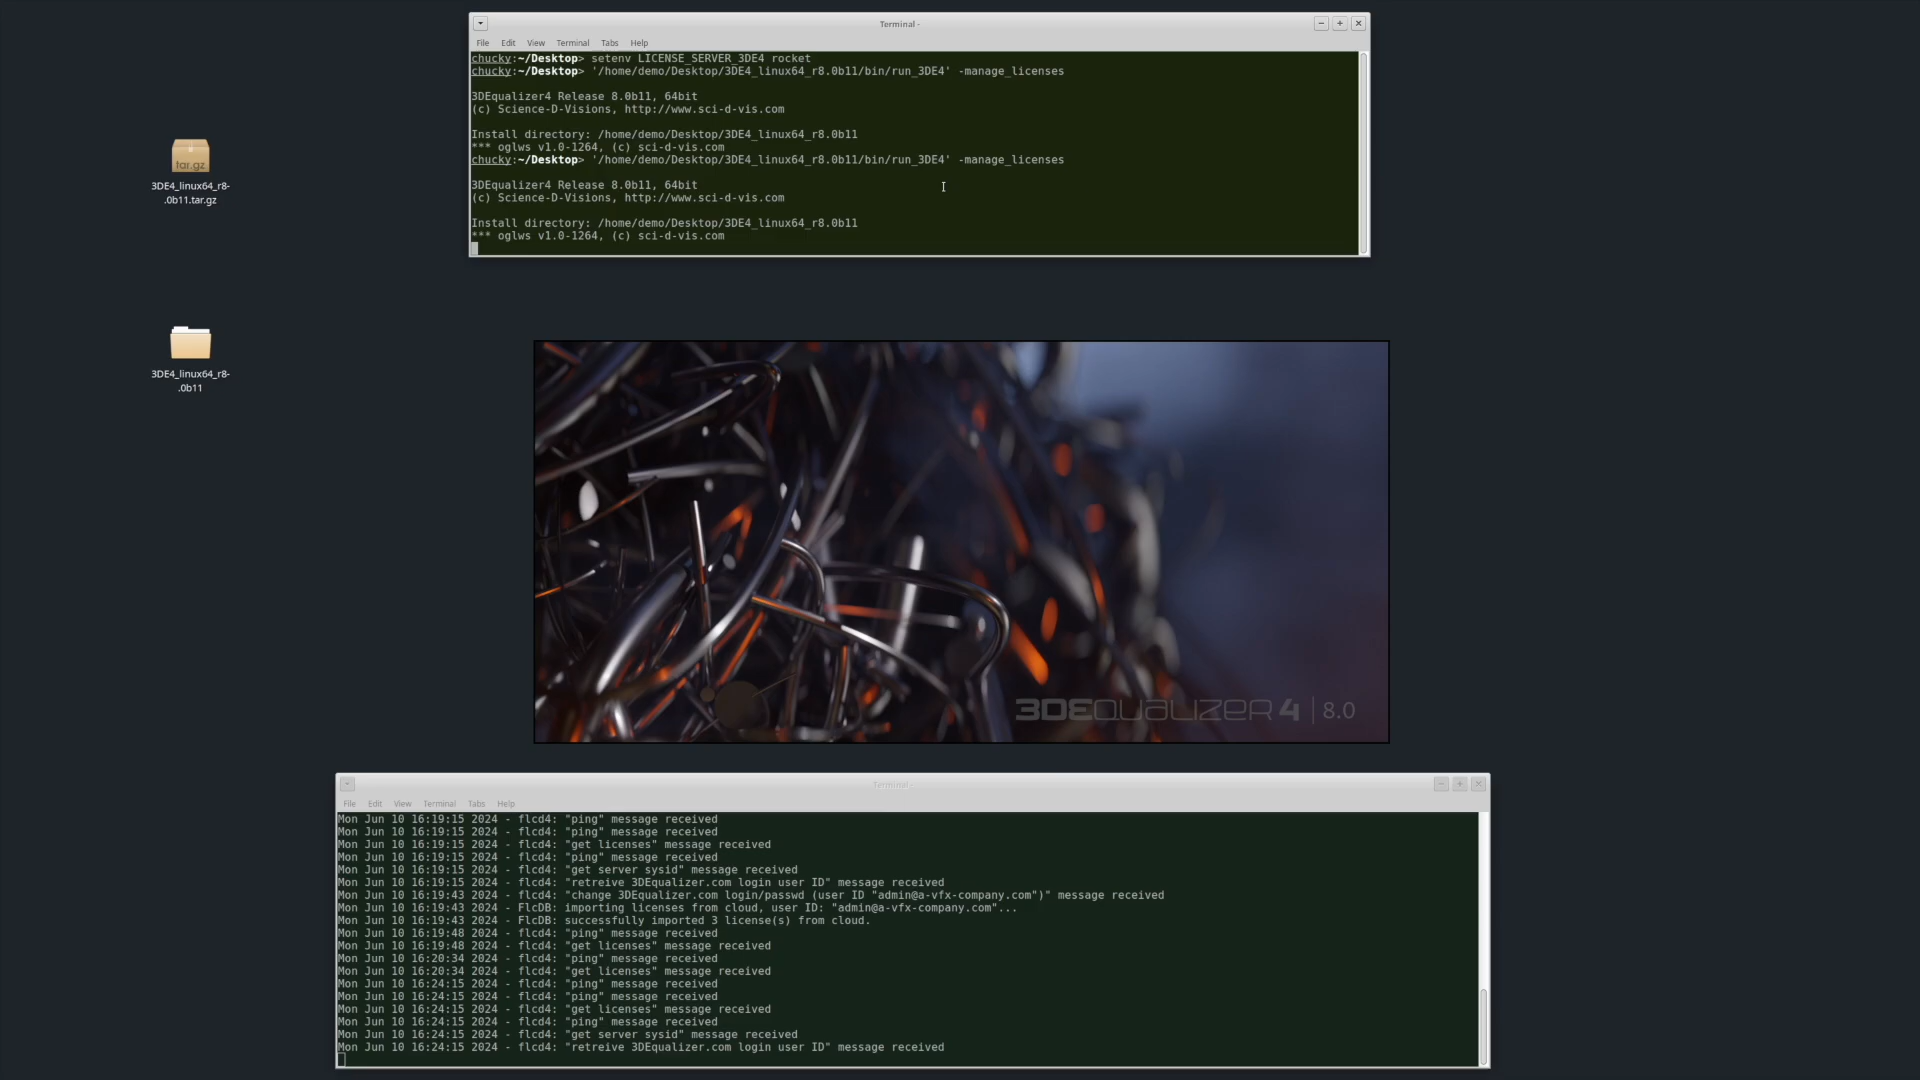 Terminal -
File Edit View Terminal Tabs Help
chucky:~/Desktop> setenv LICENSE_SERVER_3DE4 rocket
chucky:~/Desktop> '/home/demo/Desktop/3DE4_linux64_r8.0b11/bin/run_3DE4' -manage_licenses
3DEqualizer4 Release 8.0b11, 64bit
(c) Science-D-Visions, http://www.sci-d-vis.com
Install directory: /home/demo/Desktop/3DE4_linux64_r8.0b11
*** oglws v1.0-1264, (c) sci-d-vis.com
chucky:~/Desktop> '/home/demo/Desktop/3DE4_linux64_r8.0b11/bin/run_3DE4' -manage_licenses
3DEqualizer4 Release 8.0b11, 64bit
(c) Science-D-Visions, http://www.sci-d-vis.com
Install directory: /home/demo/Desktop/3DE4_linux64_r8.0b11
*** oglws v1.0-1264, (c) sci-d-vis.com
tar.gz
3DE4_linux64_r8-
.0b11.tar.gz
3DE4_linux64_r8-
.0b11
3DEQUALIZER 4 | 8.0
Terminal
File Edit View Terminal Tabs Help
Mon Jun 10 16:19:15 2024 - flcd4: "ping" message received
Mon Jun 10 16:19:15 2024 - flcd4: "ping" message received
Mon Jun 10 16:19:15 2024 - flcd4: "get licenses" message received
Mon Jun 10 16:19:15 2024 - flcd4: "ping" message received
Mon Jun 10 16:19:15 2024 - flcd4: "get server sysid" message received
Mon Jun 10 16:19:15 2024 - flcd4: "retreive 3DEqualizer.com login user ID" message received
Mon Jun 10 16:19:43 2024 - flcd4: "change 3DEqualizer.com login/passwd (user ID "admin@a-vfx-company.com")" message received
Mon Jun 10 16:19:43 2024 - FlcDB: importing licenses from cloud, user ID: "admin@a-vfx-company.com"...
Mon Jun 10 16:19:43 2024 - FlcDB: successfully imported 3 license(s) from cloud.
Mon Jun 10 16:19:48 2024 - flcd4: "ping" message received
Mon Jun 10 16:19:48 2024 - flcd4: "get licenses" message received
Mon Jun 10 16:20:34 2024 - flcd4: "ping" message received
Mon Jun 10 16:20:34 2024 - flcd4: "get licenses" message received
Mon Jun 10 16:24:15 2024 - flcd4: "ping" message received
Mon Jun 10 16:24:15 2024 - flcd4: "ping" message received
Mon Jun 10 16:24:15 2024 - flcd4: "get licenses" message received
Mon Jun 10 16:24:15 2024 - flcd4: "ping" message received
Mon Jun 10 16:24:15 2024 - flcd4: "get server sysid" message received
Mon Jun 10 16:24:15 2024 - flcd4: "retreive 3DEqualizer.com login user ID" message received